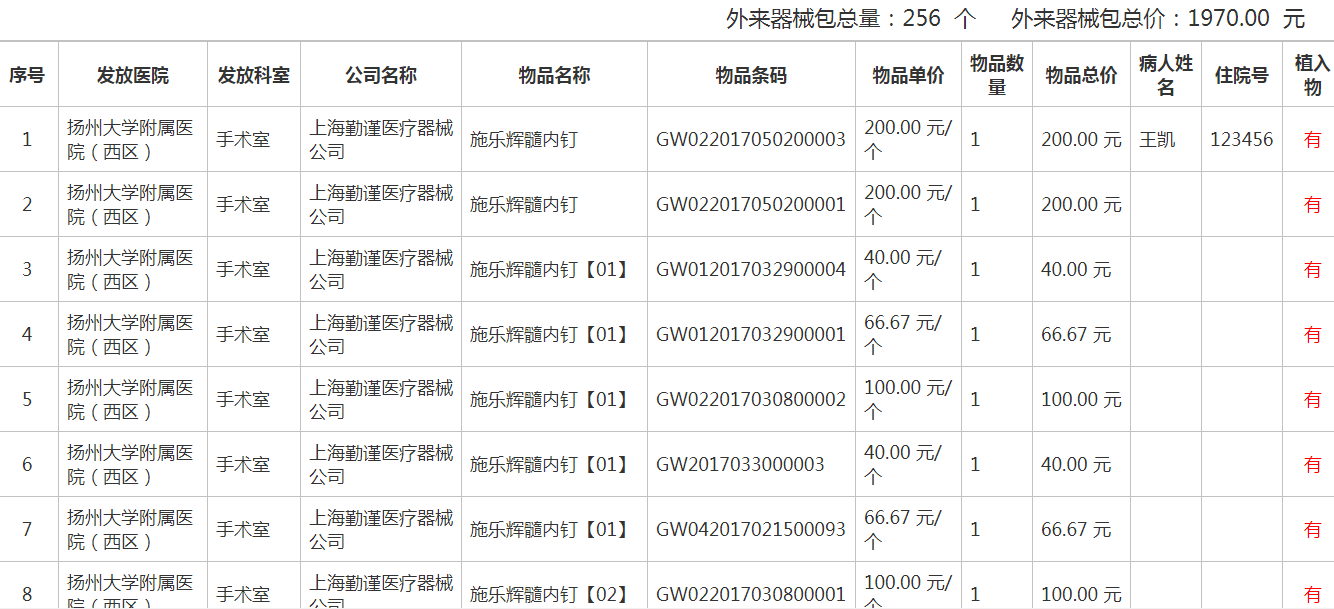 外来器械包总量：256 个 外来器械包总价：1970.00 元
序号 发放医院 发放科室 公司名称 物品名称 物品条码 物品单价 物品数量 物品总价 病人姓名 住院号 植入物
1 扬州大学附属医院（西区） 手术室 上海勤谨医疗器械公司 施乐辉髓内钉 GW022017050200003 200.00 元/个 1 200.00 元 王凯 123456 有
2 扬州大学附属医院（西区） 手术室 上海勤谨医疗器械公司 施乐辉髓内钉 GW022017050200001 200.00 元/个 1 200.00 元 有
3 扬州大学附属医院（西区） 手术室 上海勤谨医疗器械公司 施乐辉髓内钉【01】 GW012017032900004 40.00 元/个 1 40.00 元 有
4 扬州大学附属医院（西区） 手术室 上海勤谨医疗器械公司 施乐辉髓内钉【01】 GW012017032900001 66.67 元/个 1 66.67 元 有
5 扬州大学附属医院（西区） 手术室 上海勤谨医疗器械公司 施乐辉髓内钉【01】 GW022017030800002 100.00 元/个 1 100.00 元 有
6 扬州大学附属医院（西区） 手术室 上海勤谨医疗器械公司 施乐辉髓内钉【01】 GW2017033000003 40.00 元/个 1 40.00 元 有
7 扬州大学附属医院（西区） 手术室 上海勤谨医疗器械公司 施乐辉髓内钉【01】 GW042017021500093 66.67 元/个 1 66.67 元 有
8 扬州大学附属医院（西区） 手术室 上海勤谨医疗器械公司 施乐辉髓内钉【02】 GW022017030800001 100.00 元/个 1 100.00 元 有